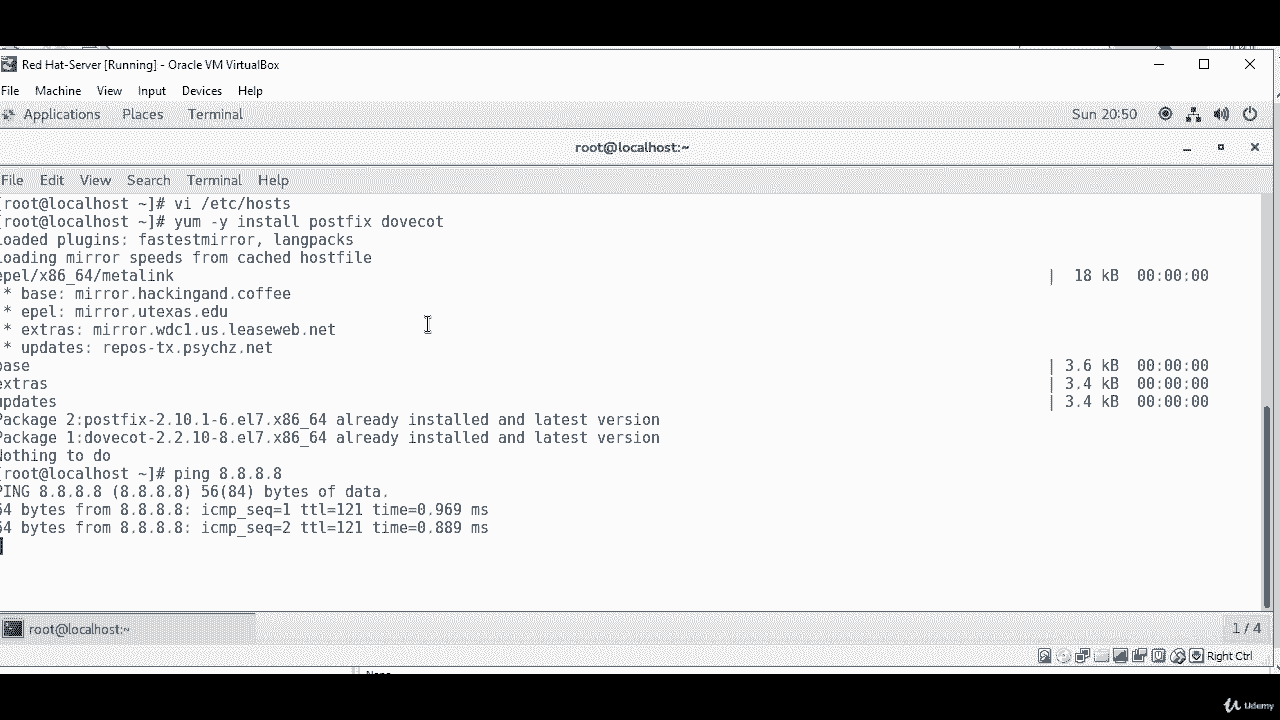 Red Hat-Server [Running] - Oracle VM VirtualBox
File Machine View Input Devices Help
Applications Places Terminal Sun 20:50
root@localhost:~
File Edit View Search Terminal Help
[root@localhost ~]# vi /etc/hosts
[root@localhost ~]# yum -y install postfix dovecot
Loaded plugins: fastestmirror, langpacks
Loading mirror speeds from cached hostfile
epel/x86_64/metalink | 18 kB 00:00:00
* base: mirror.hackingand.coffee
* epel: mirror.utexas.edu
* extras: mirror.wdc1.us.leaseweb.net
* updates: repos-tx.psychz.net
base | 3.6 kB 00:00:00
extras | 3.4 kB 00:00:00
updates | 3.4 kB 00:00:00
Package 2:postfix-2.10.1-6.el7.x86_64 already installed and latest version
Package 1:dovecot-2.2.10-8.el7.x86_64 already installed and latest version
Nothing to do
[root@localhost ~]# ping 8.8.8.8
PING 8.8.8.8 (8.8.8.8) 56(84) bytes of data.
64 bytes from 8.8.8.8: icmp_seq=1 ttl=121 time=0.969 ms
64 bytes from 8.8.8.8: icmp_seq=2 ttl=121 time=0.889 ms
root@localhost:~ 1 / 4
Right Ctrl
Udemy